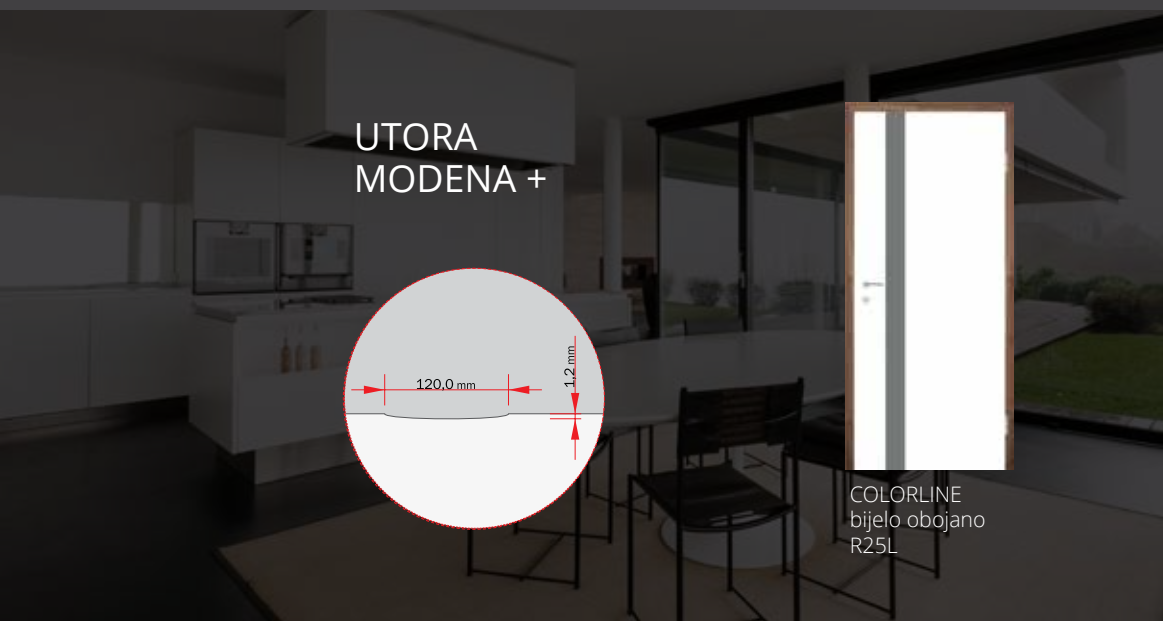 UTORA
MODENA +
120,0 mm
1,2 mm
COLORLINE
bijelo obojano
R25L